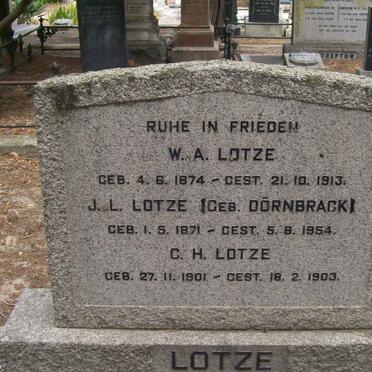 RUHE IN FRIEDEN
W. A. LOTZE
GEB. 4. 6. 1874 – GEST. 21. 10. 1913.
J. L. LOTZE (GEB. DÖRNBRACK)
GEB. 1. 5. 1871 – GEST. 5. 8. 1954.
C. H. LOTZE
GEB. 27. 11. 1901 – GEST. 18. 2. 1903.
LOTZE
STREPTOW